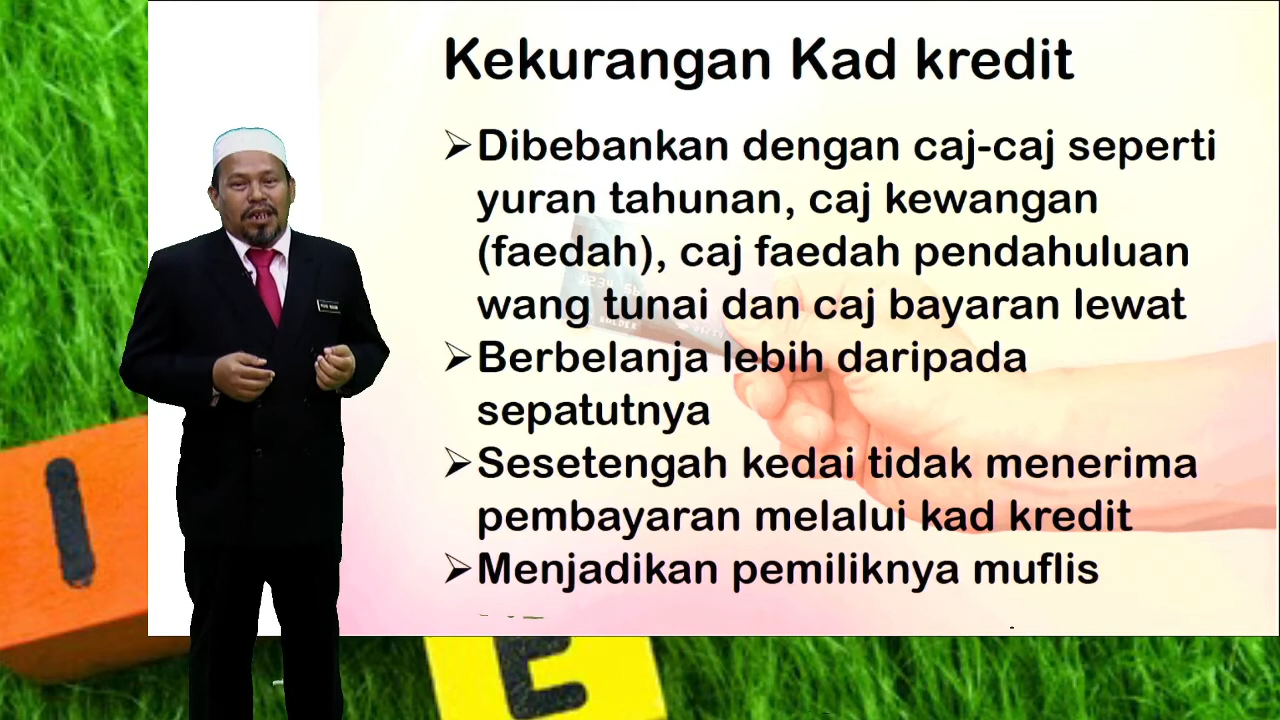 Kekurangan Kad kredit
➢Dibebankan dengan caj-caj seperti
yuran tahunan, caj kewangan
(faedah), caj faedah pendahuluan
wang tunai dan caj bayaran lewat
➢Berbelanja lebih daripada
sepatutnya
➢Sesetengah kedai tidak menerima
pembayaran melalui kad kredit
➢Menjadikan pemiliknya muflis
I
E